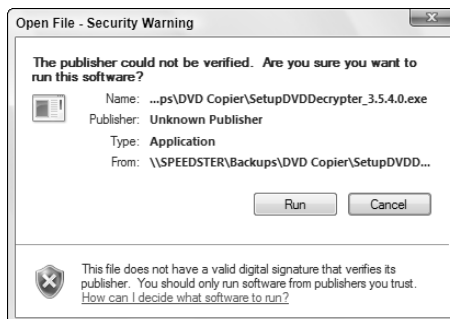 Open File - Security Warning
The publisher could not be verified. Are you sure you want to
run this software?
Name: ...ps\DVD Copier\SetupDVDDecrypter_3.5.4.0.exe
Publisher: Unknown Publisher
Type: Application
From: \\SPEEDSTER\Backups\DVD Copier\SetupDVDD...
Run Cancel
This file does not have a valid digital signature that verifies its
publisher. You should only run software from publishers you trust.
How can I decide what software to run?